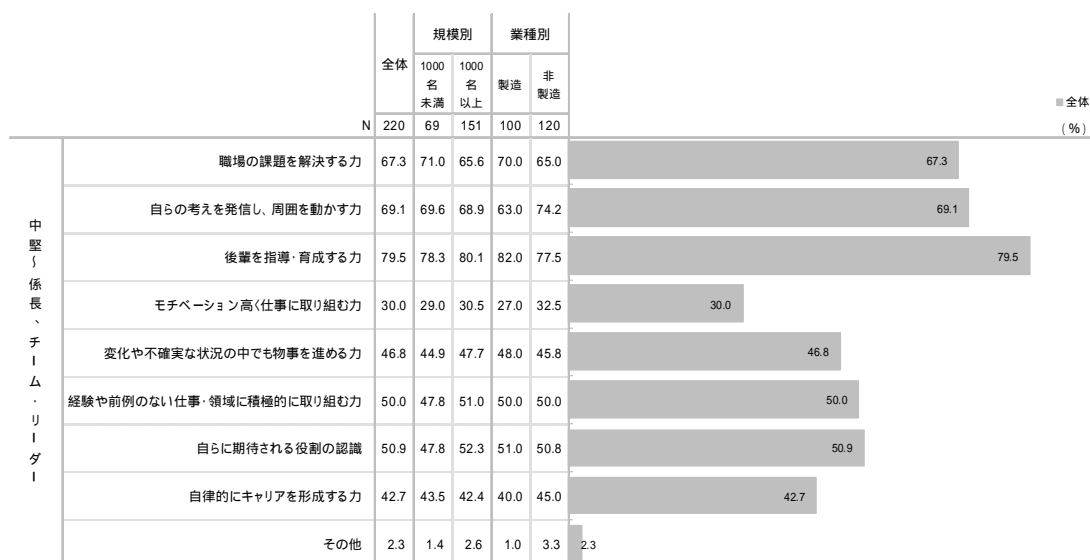 規模別 業種別
全体 1000名未満 1000名以上 製造 非製造
■全体
(%)
N 220 69 151 100 120
中堅～係長、チーム・リーダー
職場の課題を解決する力 67.3 71.0 65.6 70.0 65.0 67.3
自らの考えを発信し、周囲を動かす力 69.1 69.6 68.9 63.0 74.2 69.1
後輩を指導・育成する力 79.5 78.3 80.1 82.0 77.5 79.5
モチベーション高く仕事に取り組む力 30.0 29.0 30.5 27.0 32.5 30.0
変化や不確実な状況の中でも物事を進める力 46.8 44.9 47.7 48.0 45.8 46.8
経験や前例のない仕事・領域に積極的に取り組む力 50.0 47.8 51.0 50.0 50.0 50.0
自らに期待される役割の認識 50.9 47.8 52.3 51.0 50.8 50.9
自律的にキャリアを形成する力 42.7 43.5 42.4 40.0 45.0 42.7
その他 2.3 1.4 2.6 1.0 3.3 2.3